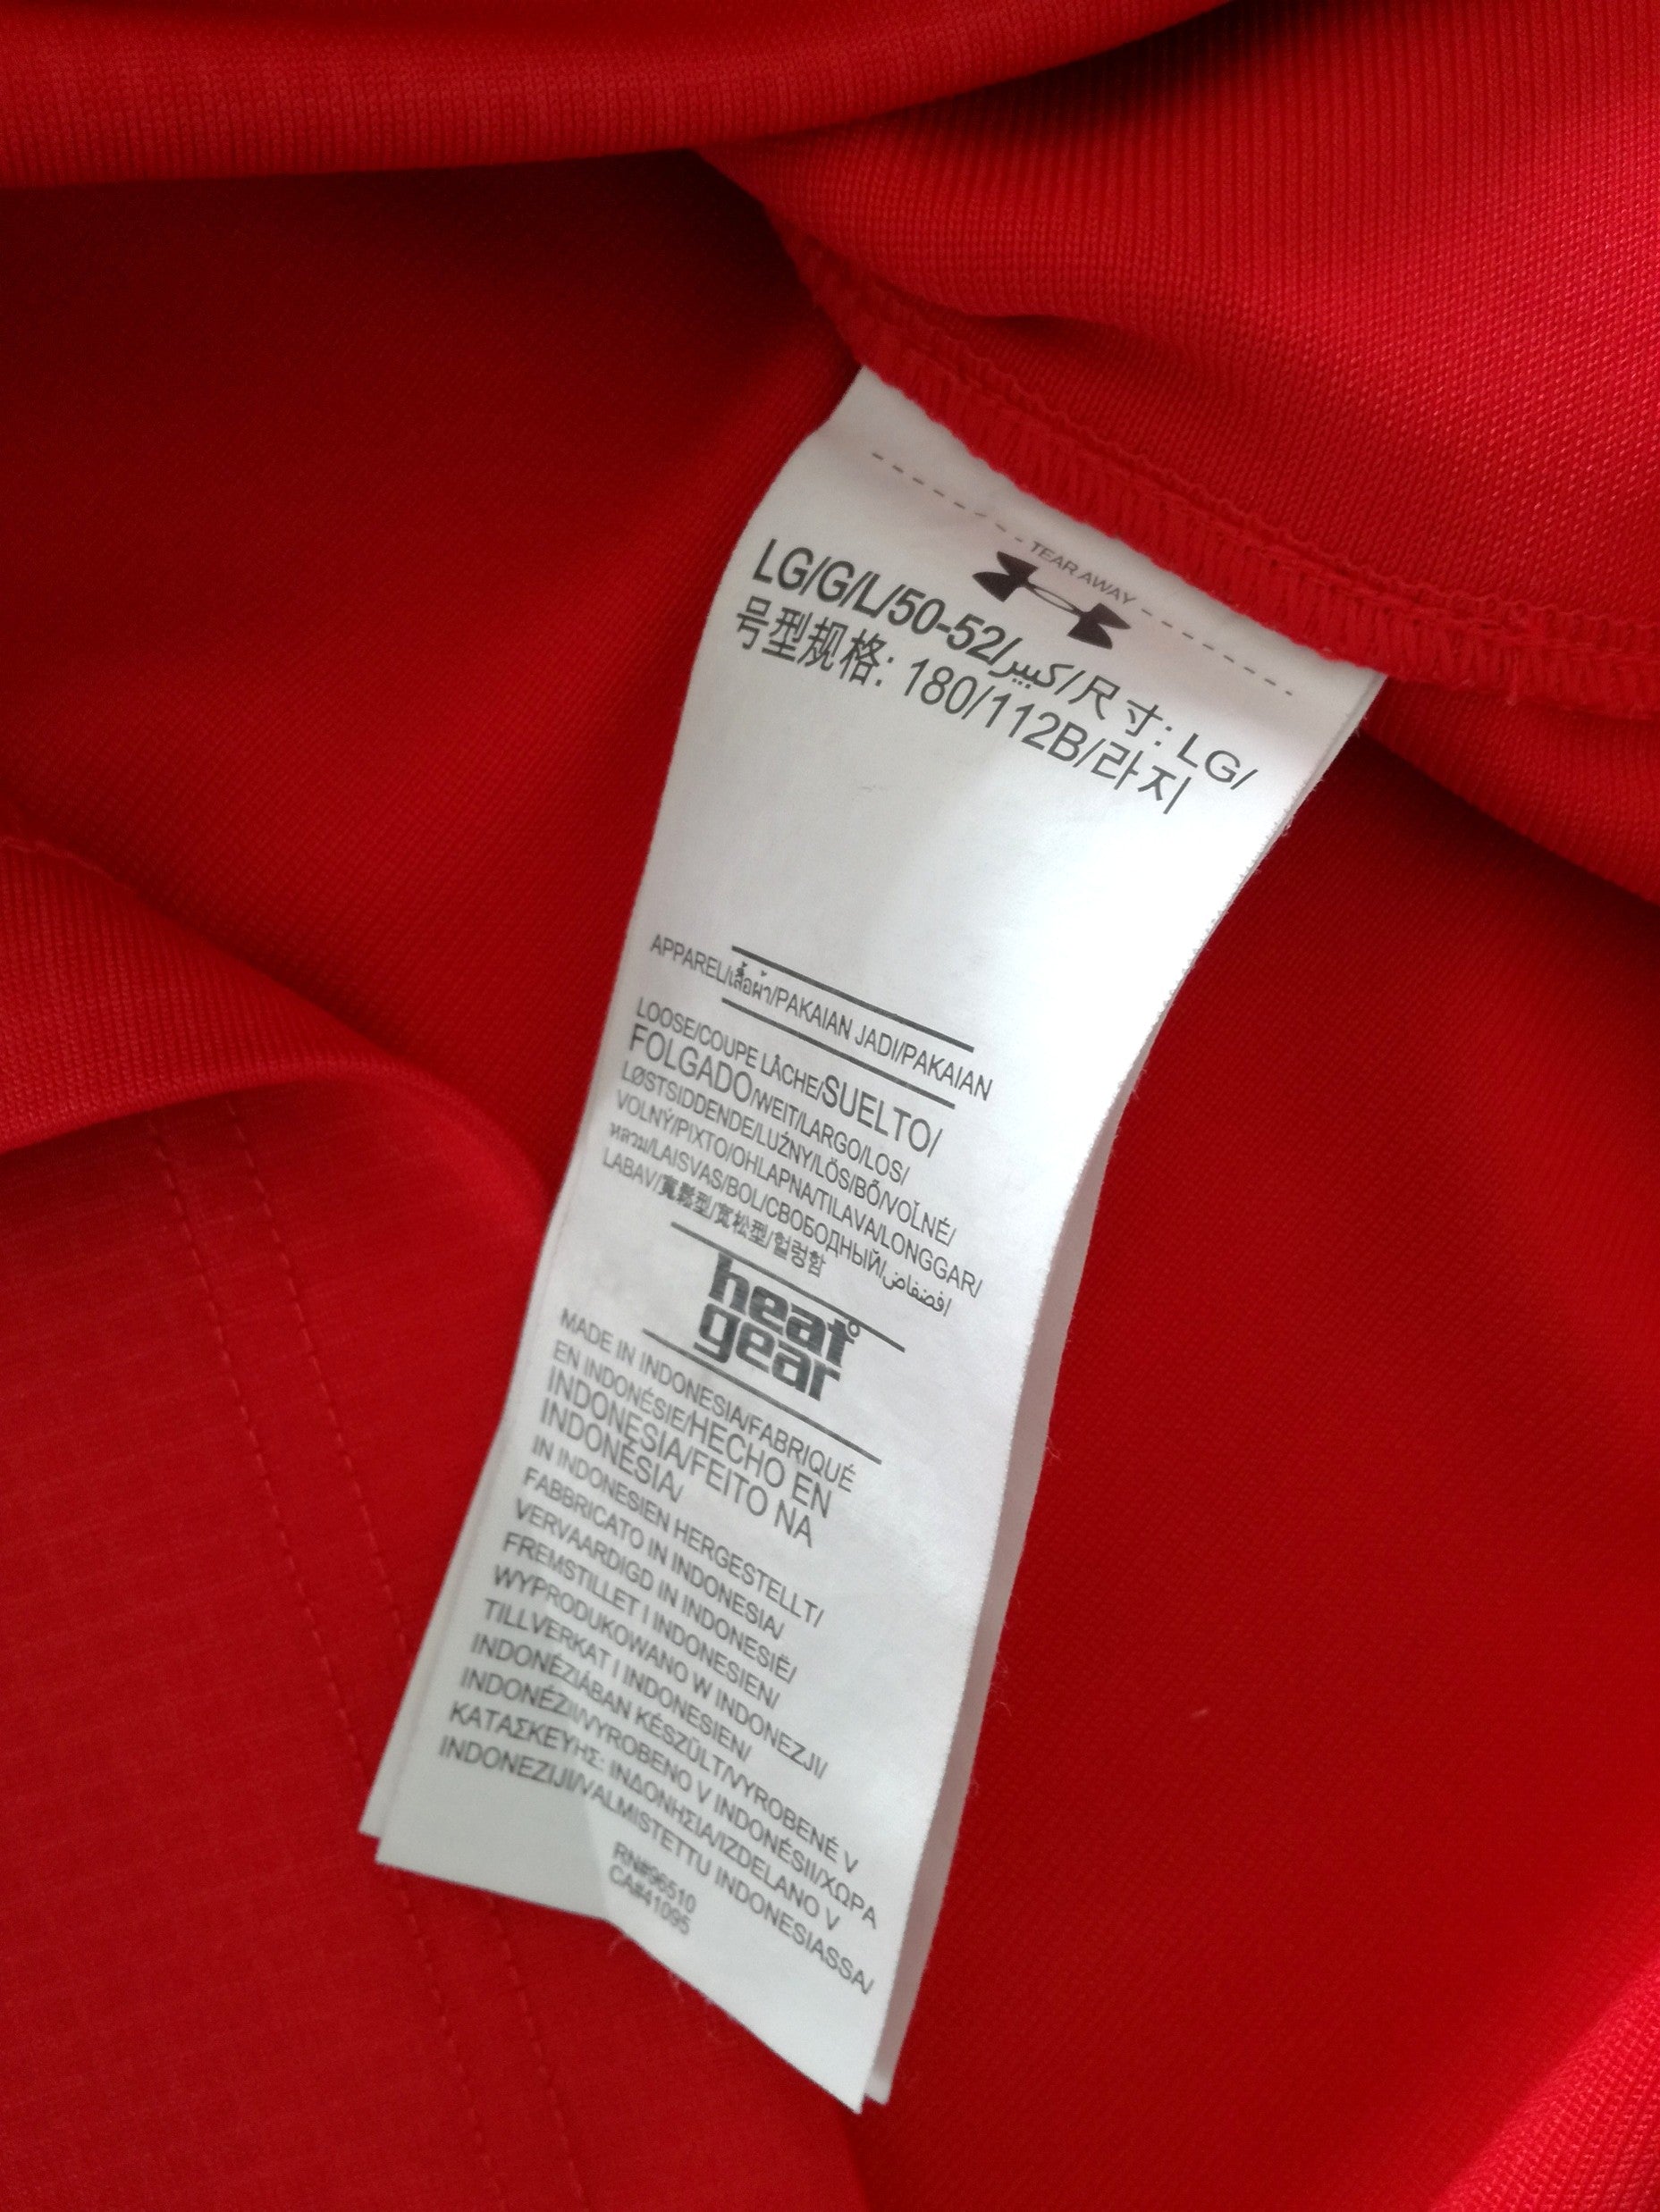 TEAR AWAY
LG/G/L/50-52/كبير/尺寸: LG/
号型规格: 180/112B/라지
APPAREL/เสื้อผ้า/PAKAIAN JADI/PAKAIAN
LOOSE/COUPE LÂCHE/SUELTO/
FOLGADO/WEIT/LARGO/LOS/
LØSTSIDDENDE/LUŹNY/LÖS/BŐ/VOĽNÉ/
VOLNÝ/ΡΙΧΤΟ/OHLAPNA/TILAVA/LONGGAR/
หลวม/LAISVAS/BOL/СВОБОДНЫЙ/فضفاض/
LABAV/寬鬆型/宽松型/헐렁함
heat
gear
MADE IN INDONESIA/FABRIQUÉ
EN INDONÉSIE/HECHO EN
INDONESIA/FEITO NA
INDONÉSIA/
IN INDONESIEN HERGESTELLT/
FABBRICATO IN INDONESIA/
VERVAARDIGD IN INDONESIË/
FREMSTILLET I INDONESIEN/
WYPRODUKOWANO W INDONEZJI/
TILLVERKAT I INDONESIEN/
INDONÉZIÁBAN KÉSZÜLT/VYROBENÉ V
INDONÉZII/VYROBENO V INDONÉSII/ΧΩΡΑ
ΚΑΤΑΣΚΕΥΗΣ: ΙΝΔΟΝΗΣΙΑ/IZDELANO V
INDONEZIJI/VALMISTETTU INDONESIASSA/
RN#96510
CA#41095